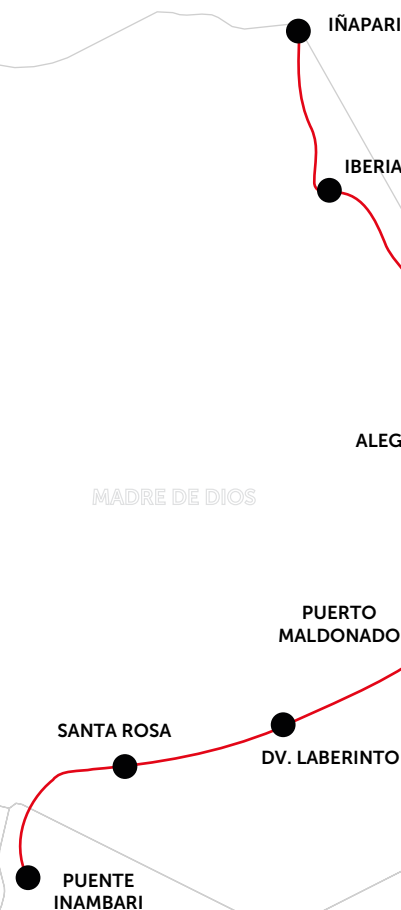 IÑAPARI
IBERIA
ALEG
MADRE DE DIOS
PUERTO
MALDONADO
SANTA ROSA
DV. LABERINTO
PUENTE
INAMBARI